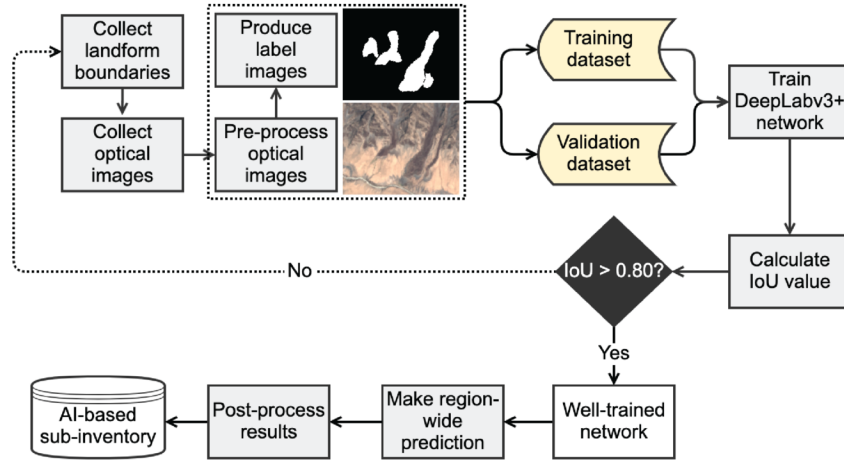 Collect
landform
boundaries
Collect
optical
images
Produce
label
images
Pre-process
optical
images
Training
dataset
Validation
dataset
Train
DeepLabv3+
network
Calculate
IoU value
IoU > 0.80?
No
Yes
Well-trained
network
Make region-
wide
prediction
Post-process
results
AI-based
sub-inventory